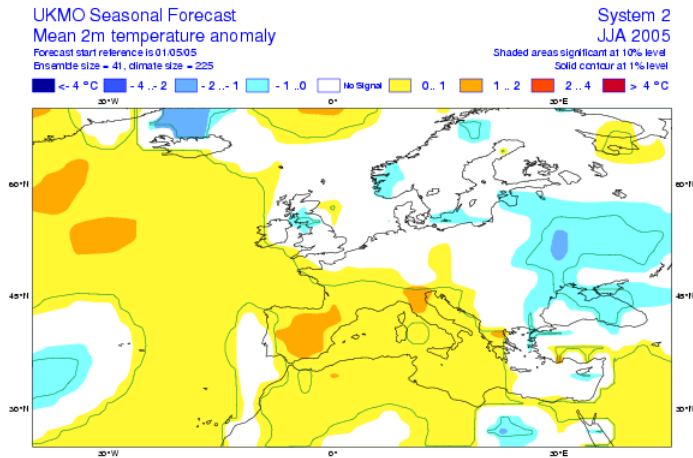 UKMO Seasonal Forecast
System 2
Mean 2m temperature anomaly
JJA 2005
Forecast start reference is 01/05/05
Shaded areas significant at 10% level
Ensemble size = 41, climate size = 225
Solid contour at 1% level
<-4 °C
-4..-2
-2..-1
-1..0
No Signal
0..1
1..2
2..4
> 4 °C
30°W 0° 30°E
60°N 60°N
45°N 45°N
30°N 30°N
30°W 0° 30°E